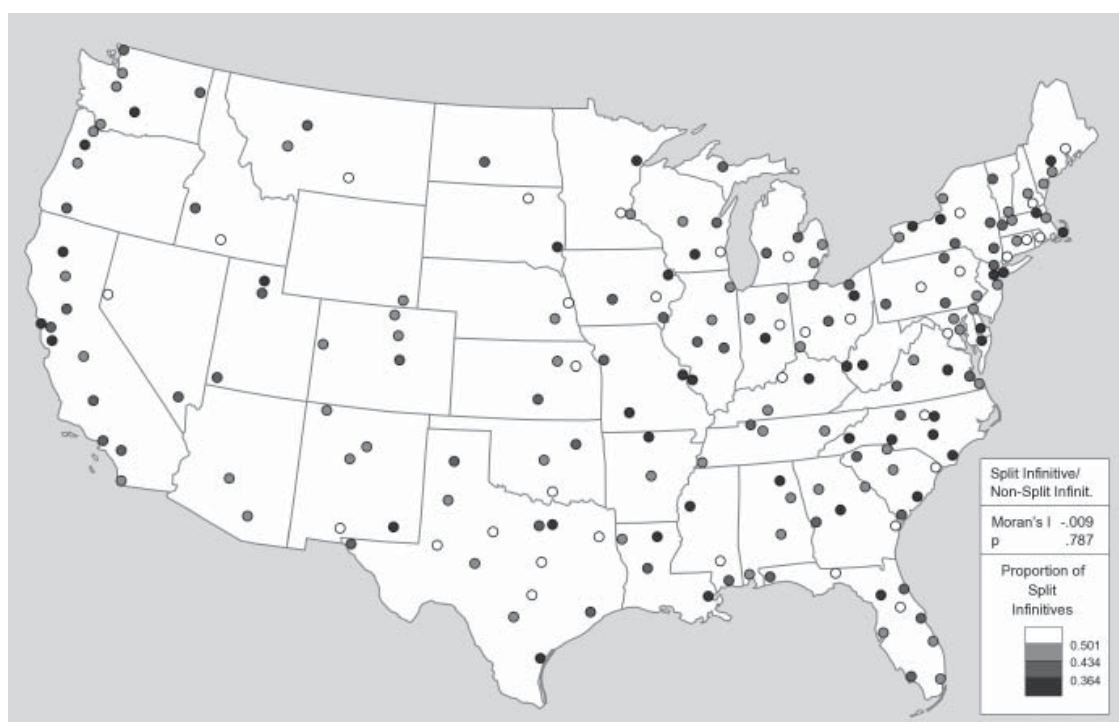 Split Infinitive/
Non-Split Infinit.
Moran's I -.009
p .787
Proportion of
Split
Infinitives
0.501
0.434
0.364